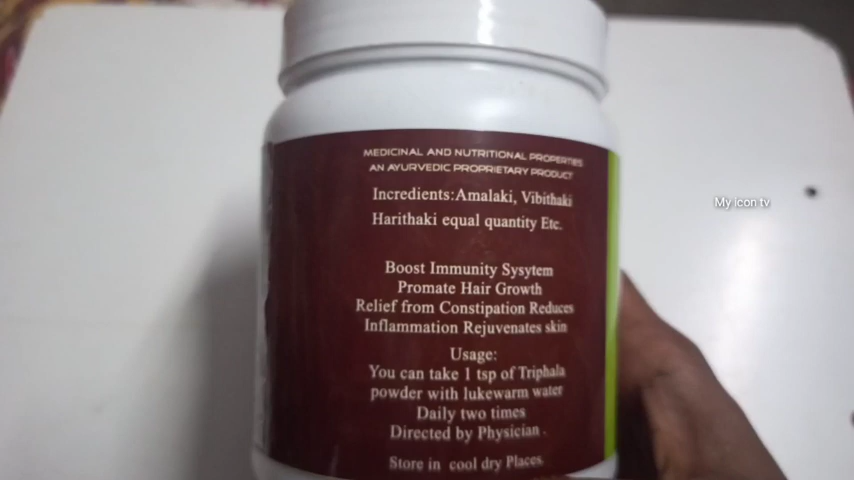 MEDICINAL AND NUTRITIONAL PROPERTIES
AN AYURVEDIC PROPRIETARY PRODUCT
Incredients:Amalaki, Vibithaki
Harithaki equal quantity Etc.
My icon tv
Boost Immunity Sysytem
Promate Hair Growth
Relief from Constipation Reduces
Inflammation Rejuvenates skin
Usage:
You can take 1 tsp of Triphala
powder with lukewarm water
Daily two times
Directed by Physician .
Store in cool dry Places.